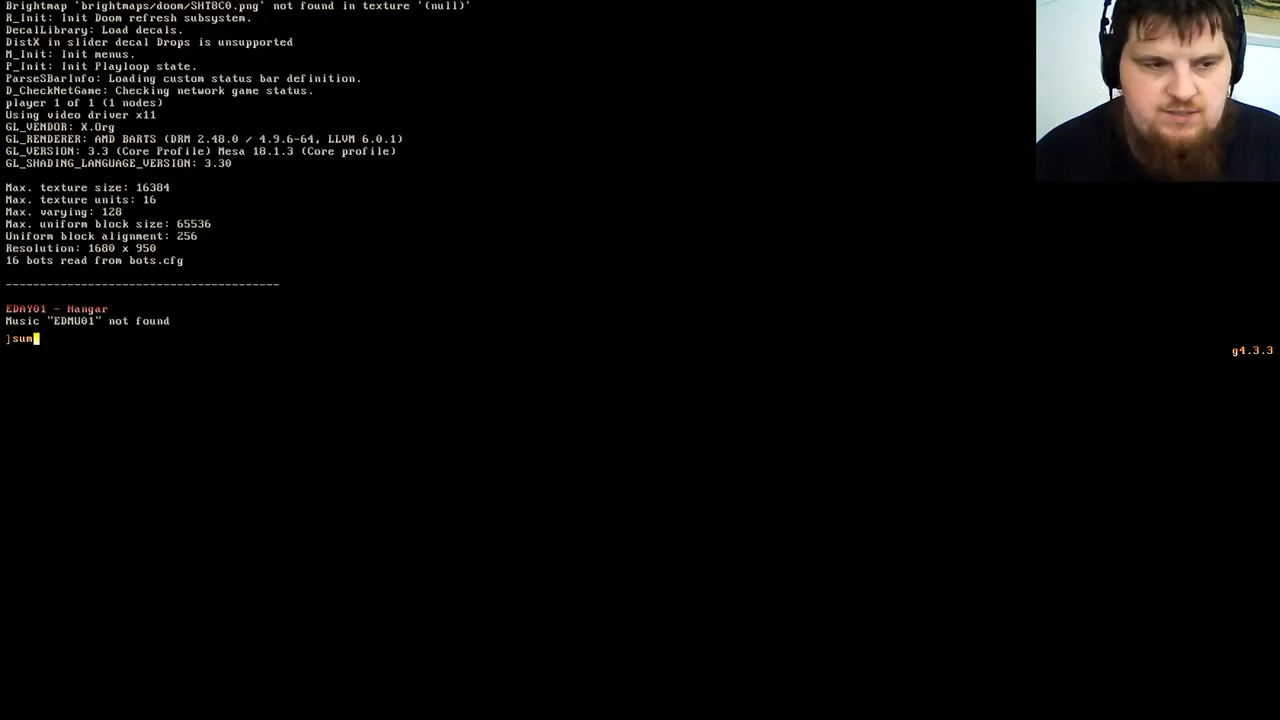 Brightmap 'brightmaps/doom/SHT8C0.png' not found in texture '(null)'
R_Init: Init Doom refresh subsystem.
DecalLibrary: Load decals.
DistX in slider decal Drops is unsupported
M_Init: Init menus.
P_Init: Init Playloop state.
ParseSBarInfo: Loading custom status bar definition.
D_CheckNetGame: Checking network game status.
player 1 of 1 (1 nodes)
Using video driver x11
GL_VENDOR: X.Org
GL_RENDERER: AMD BARTS (DRM 2.48.0 / 4.9.6-64, LLVM 6.0.1)
GL_VERSION: 3.3 (Core Profile) Mesa 18.1.3 (Core profile)
GL_SHADING_LANGUAGE_VERSION: 3.30
Max. texture size: 16384
Max. texture units: 16
Max. varying: 128
Max. uniform block size: 65536
Uniform block alignment: 256
Resolution: 1680 x 950
16 bots read from bots.cfg
----------------------------------------
EDAY01 - Hangar
Music "EDMU01" not found
]sum
g4.3.3